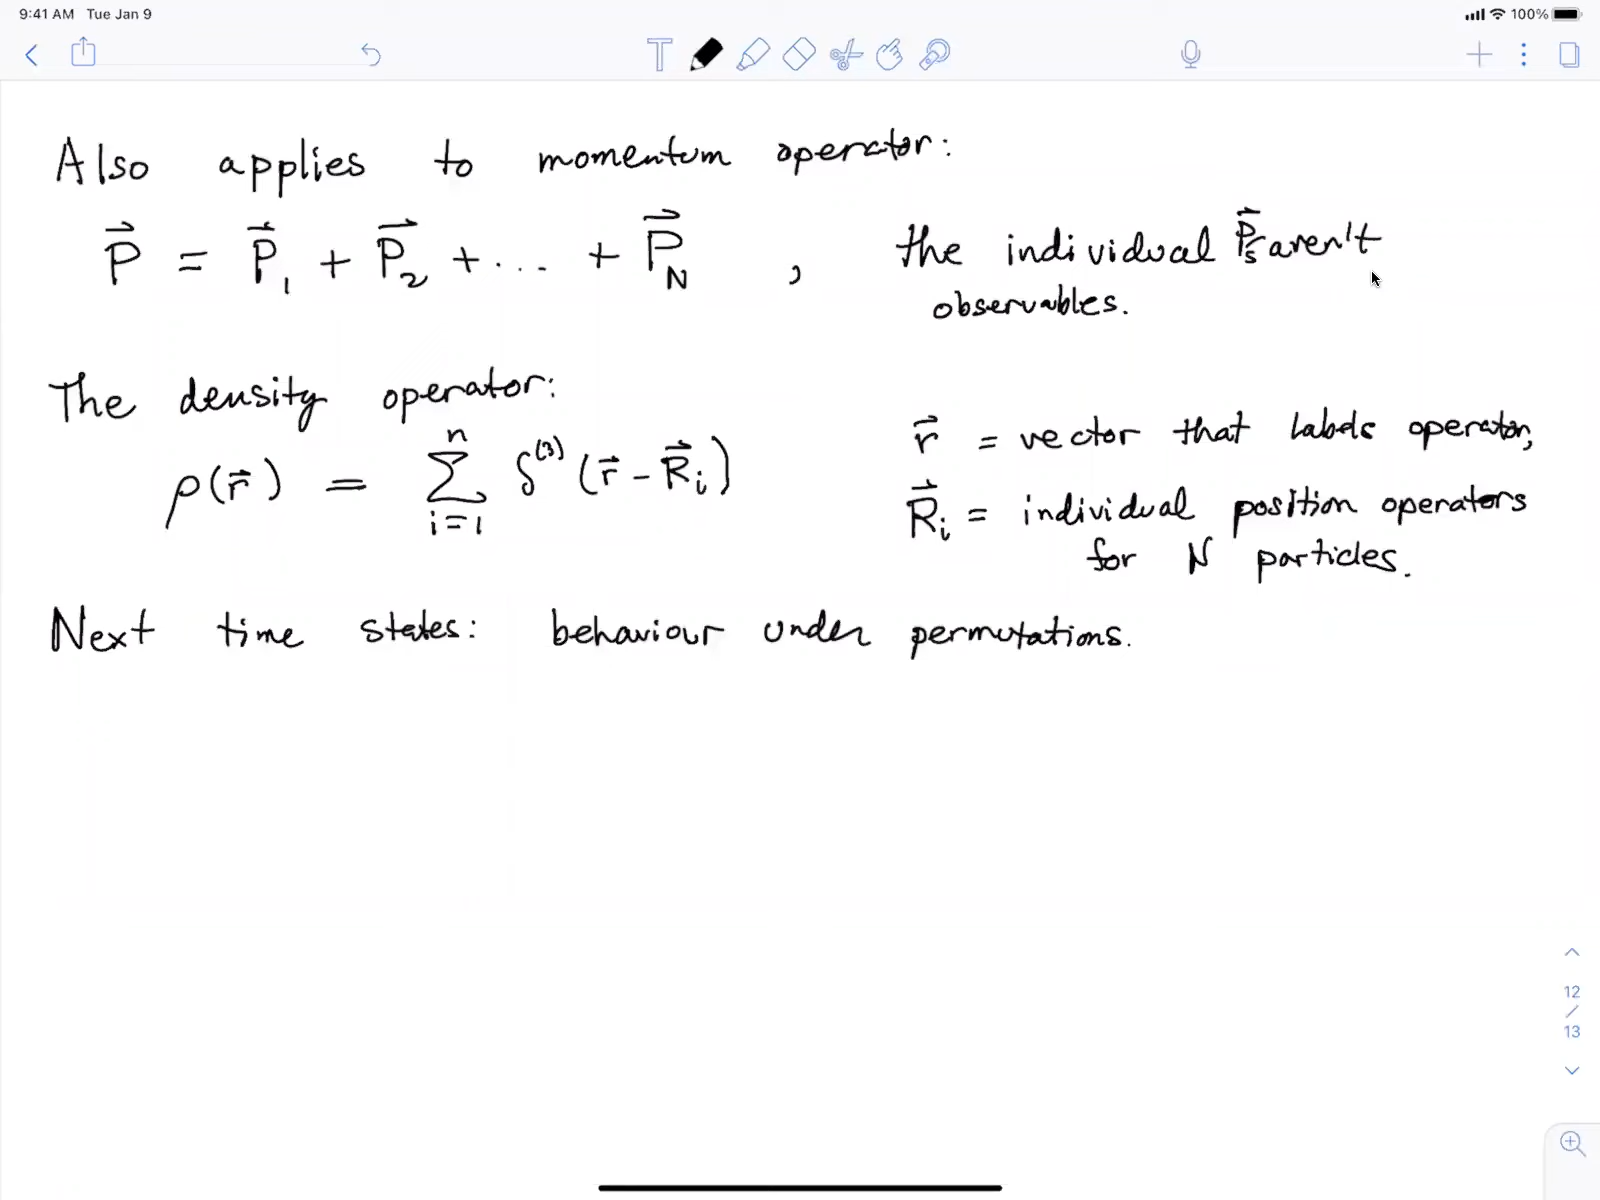 9:41 AM Tue Jan 9 100%
Also applies to momentum operator:
P⃗ = P⃗₁ + P⃗₂ + ... + P⃗_N , the individual P⃗s aren't
observables.
The density operator:
ρ(r⃗) = Σ_{i=1}^{n} δ^{(3)}(r⃗ - R⃗ᵢ)
r⃗ = vector that labels operator,
R⃗ᵢ = individual position operators
for N particles.
Next time states: behaviour under permutations.
12
/
13